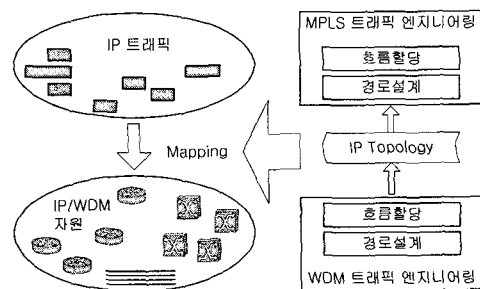 IP 트래픽
Mapping
IP/WDM
자원
MPLS 트래픽 엔지니어링
흐름할당
경로설계
IP Topology
흐름할당
경로설계
WDM 트래픽 엔지니어링